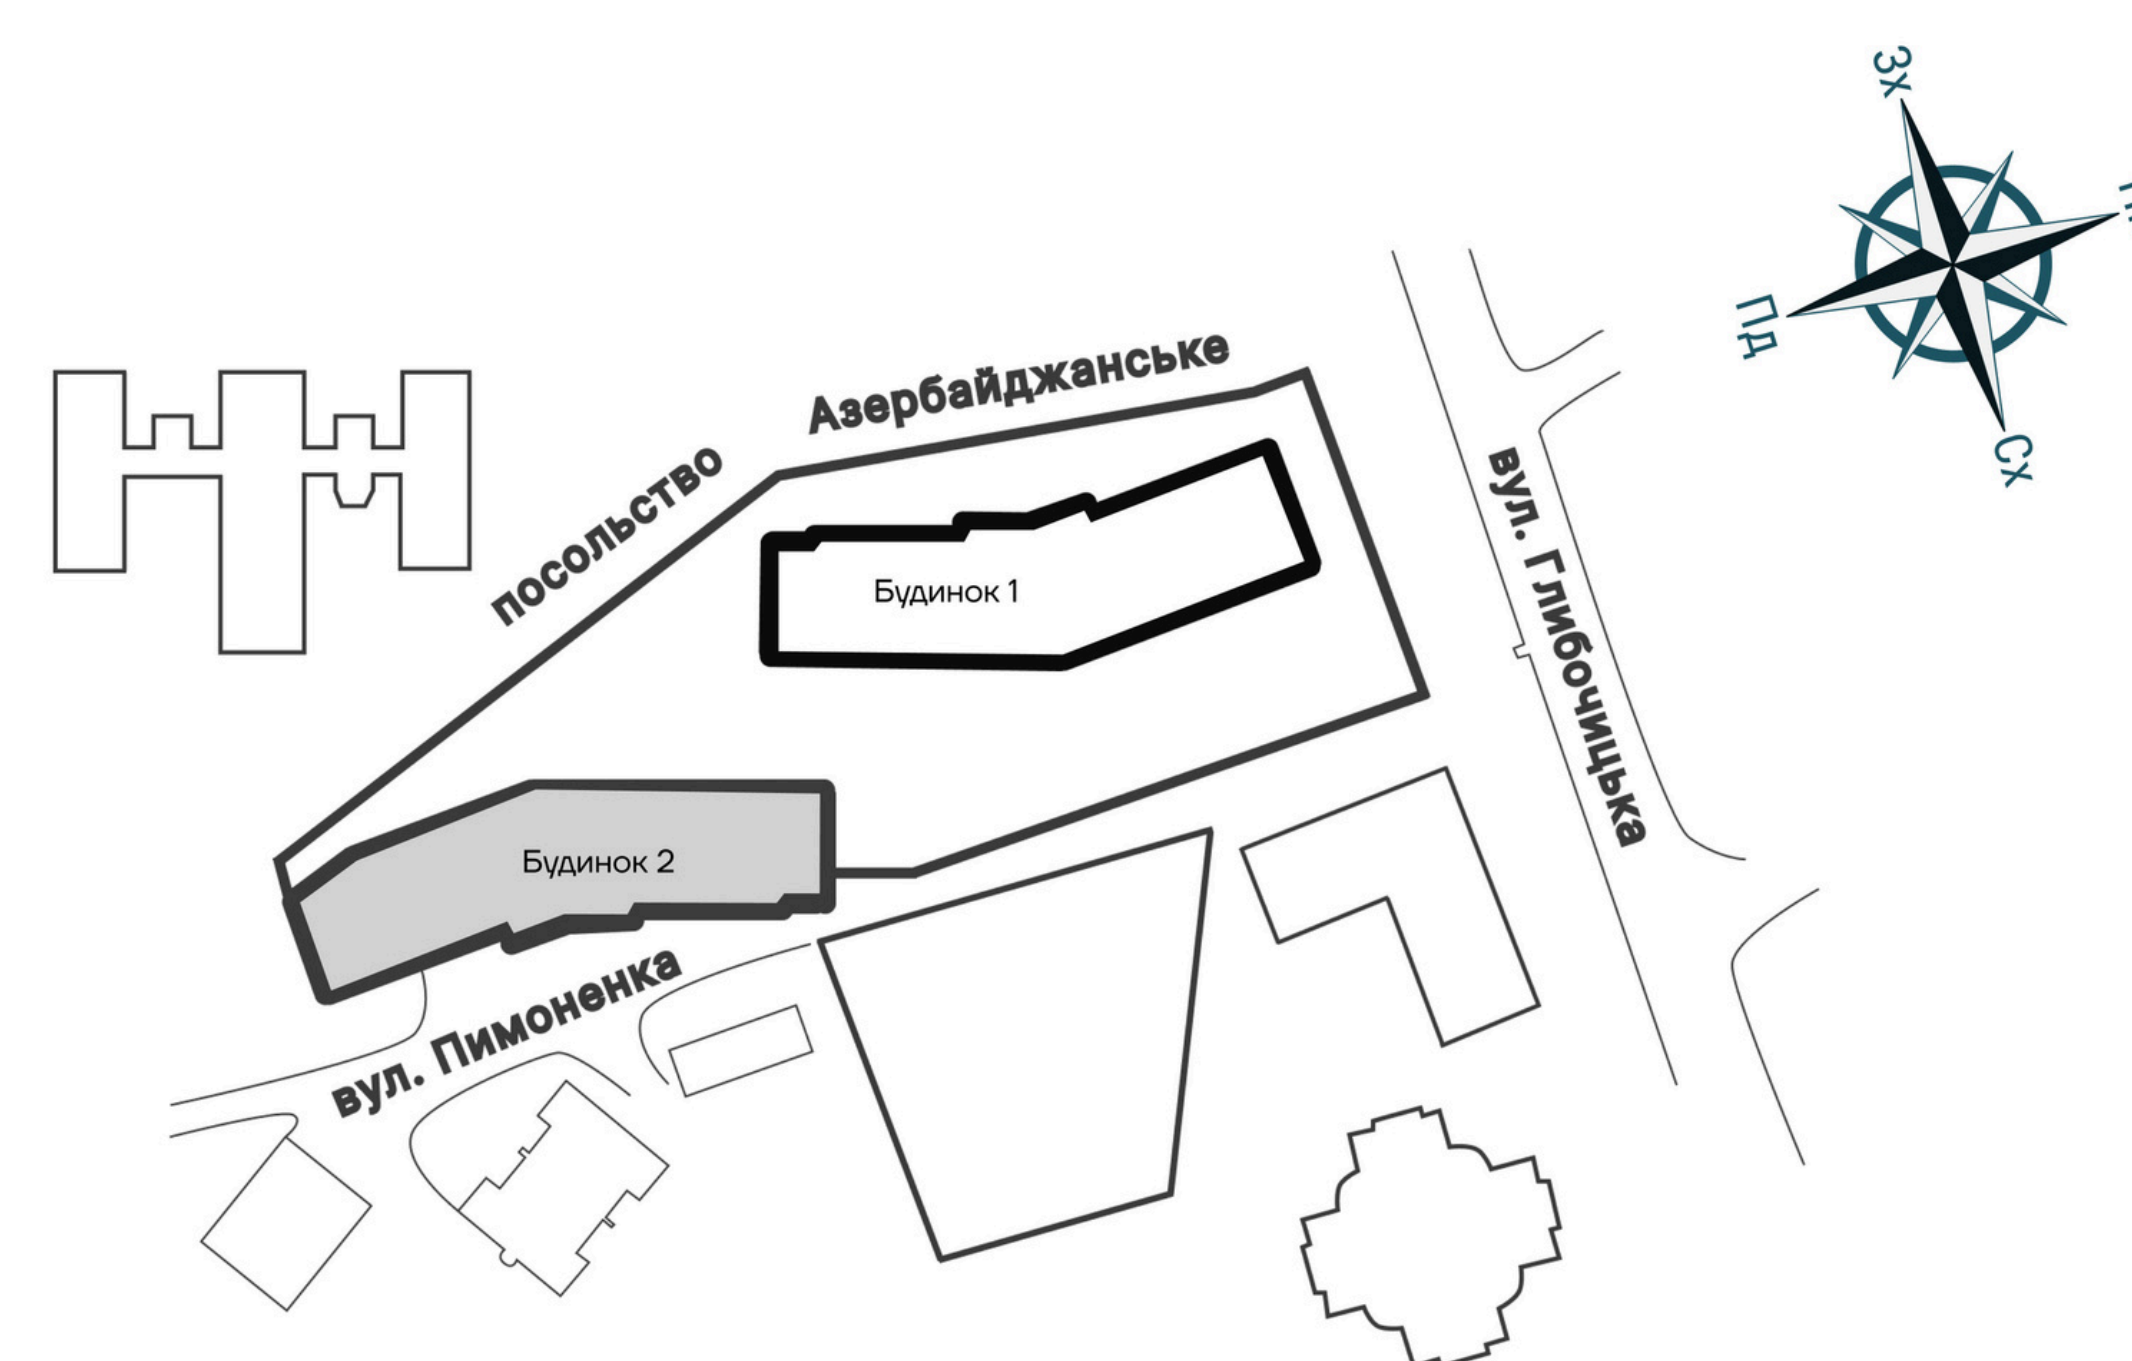 Зх
Пд
Сх
Азербайджанське
посольство
вул. Глибочицька
Будинок 1
Будинок 2
вул. Пимоненка